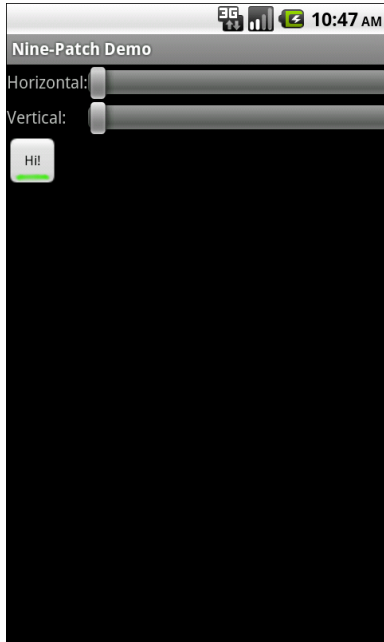 3G 10:47 AM
Nine-Patch Demo
Horizontal:
Vertical:
Hi!